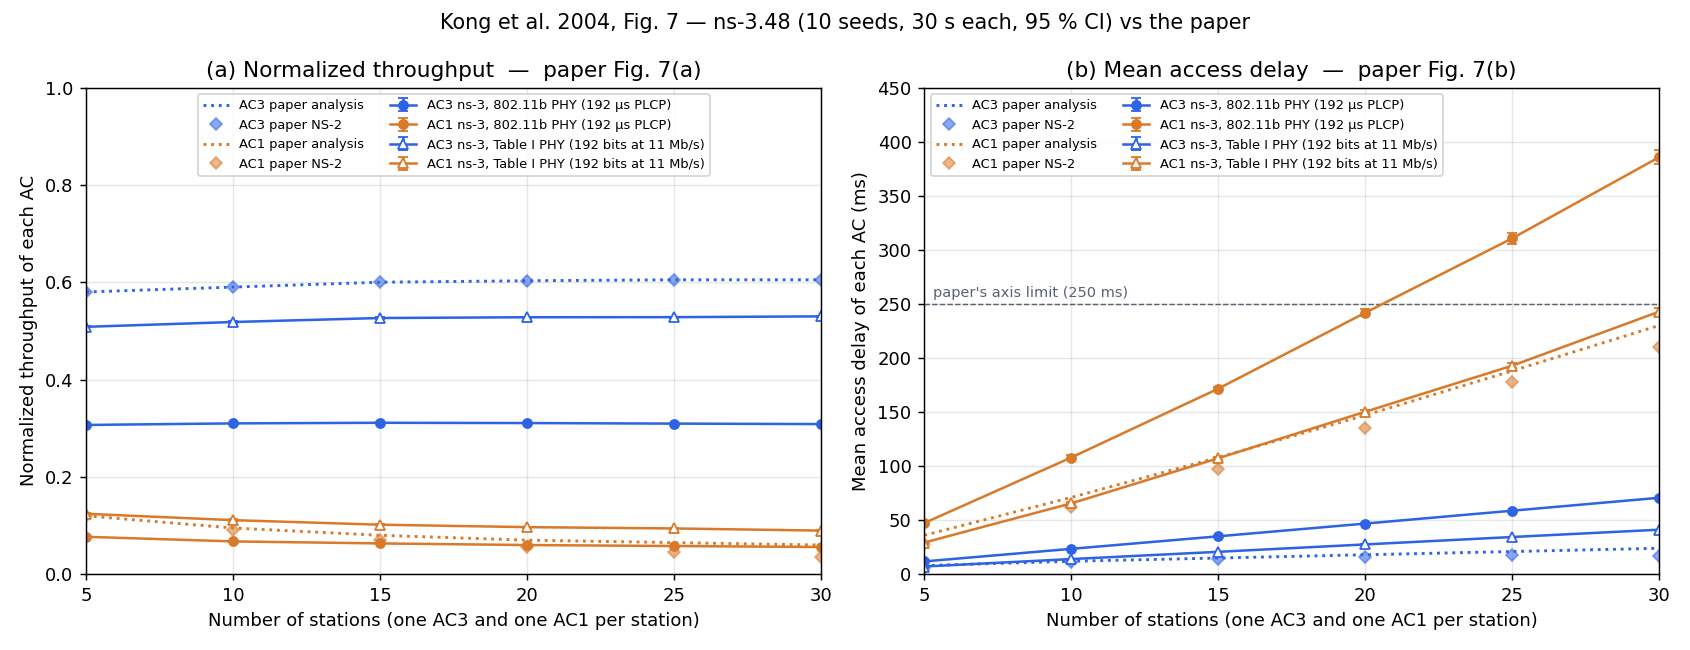 Kong et al. 2004, Fig. 7 — ns-3.48 (10 seeds, 30 s each, 95 % CI) vs the paper
(a) Normalized throughput — paper Fig. 7(a)
AC3 paper analysis
AC3 paper NS-2
AC1 paper analysis
AC1 paper NS-2
AC3 ns-3, 802.11b PHY (192 µs PLCP)
AC1 ns-3, 802.11b PHY (192 µs PLCP)
AC3 ns-3, Table I PHY (192 bits at 11 Mb/s)
AC1 ns-3, Table I PHY (192 bits at 11 Mb/s)
Normalized throughput of each AC
1.0
0.8
0.6
0.4
0.2
0.0
5 10 15 20 25 30
Number of stations (one AC3 and one AC1 per station)
(b) Mean access delay — paper Fig. 7(b)
AC3 paper analysis
AC3 paper NS-2
AC1 paper analysis
AC1 paper NS-2
AC3 ns-3, 802.11b PHY (192 µs PLCP)
AC1 ns-3, 802.11b PHY (192 µs PLCP)
AC3 ns-3, Table I PHY (192 bits at 11 Mb/s)
AC1 ns-3, Table I PHY (192 bits at 11 Mb/s)
paper's axis limit (250 ms)
Mean access delay of each AC (ms)
450
400
350
300
250
200
150
100
50
0
5 10 15 20 25 30
Number of stations (one AC3 and one AC1 per station)